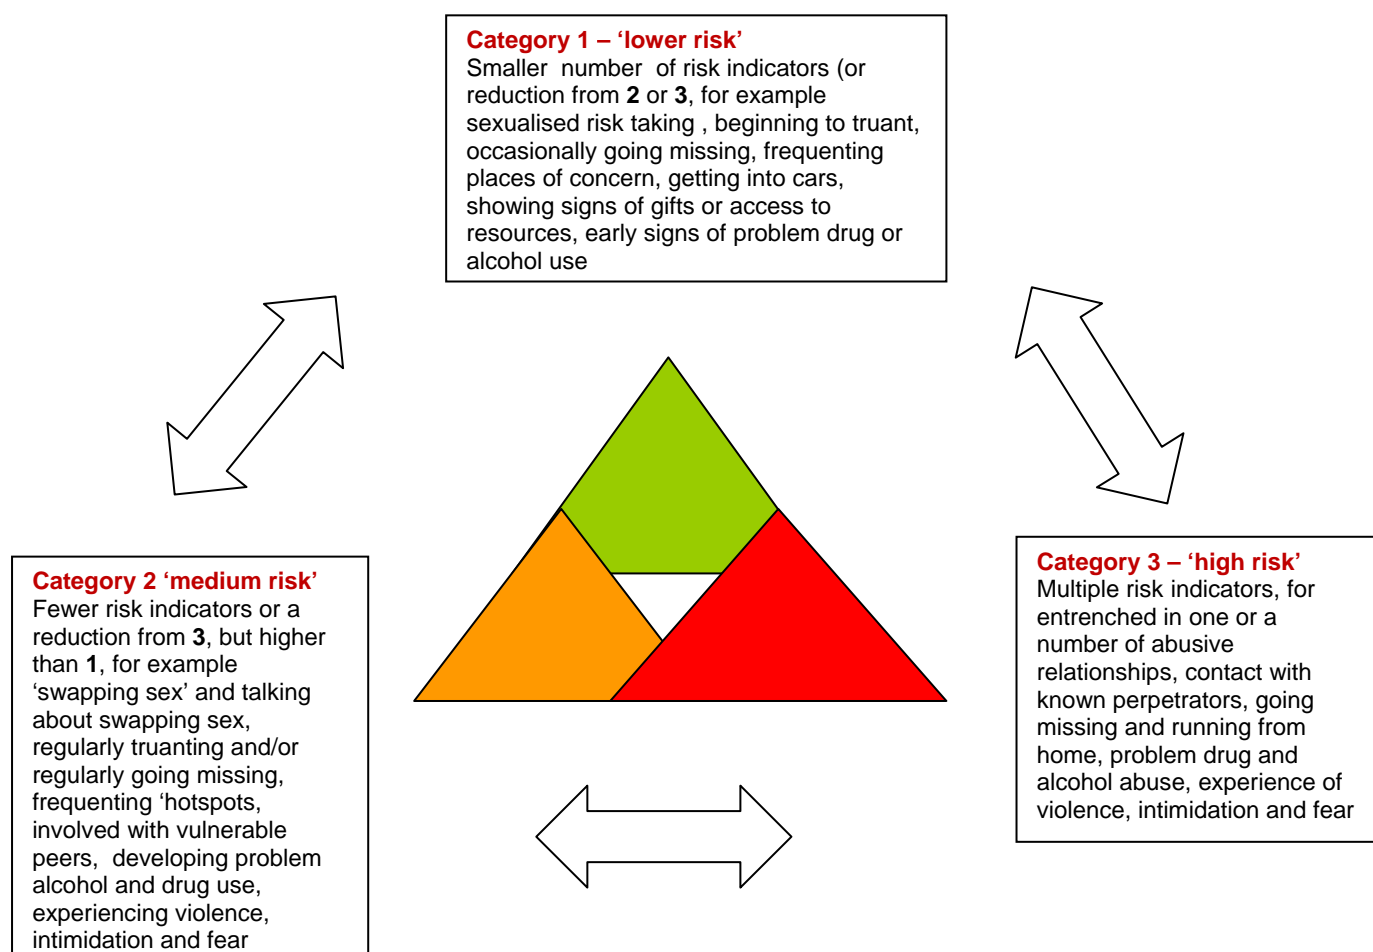 Category 1 – ‘lower risk’
Smaller number of risk indicators (or
reduction from 2 or 3, for example
sexualised risk taking , beginning to truant,
occasionally going missing, frequenting
places of concern, getting into cars,
showing signs of gifts or access to
resources, early signs of problem drug or
alcohol use
Category 2 ‘medium risk’
Fewer risk indicators or a
reduction from 3, but higher
than 1, for example
‘swapping sex’ and talking
about swapping sex,
regularly truanting and/or
regularly going missing,
frequenting ‘hotspots,
involved with vulnerable
peers, developing problem
alcohol and drug use,
experiencing violence,
intimidation and fear
Category 3 – ‘high risk’
Multiple risk indicators, for
entrenched in one or a
number of abusive
relationships, contact with
known perpetrators, going
missing and running from
home, problem drug and
alcohol abuse, experience of
violence, intimidation and fear